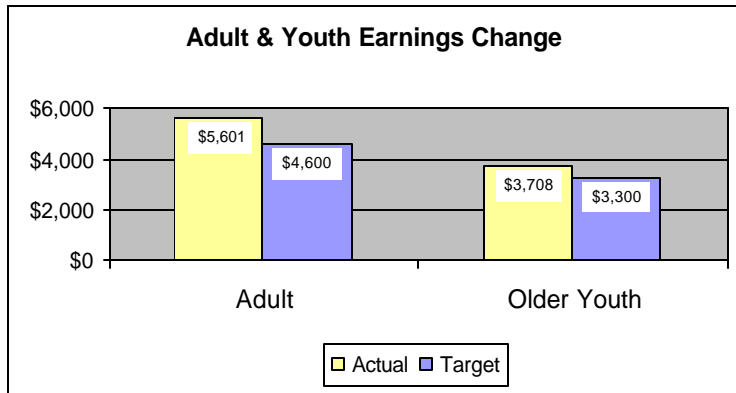 Adult & Youth Earnings Change
$6,000
$4,000
$2,000
$0
$5,601
$4,600
$3,708
$3,300
Adult Older Youth
Actual Target